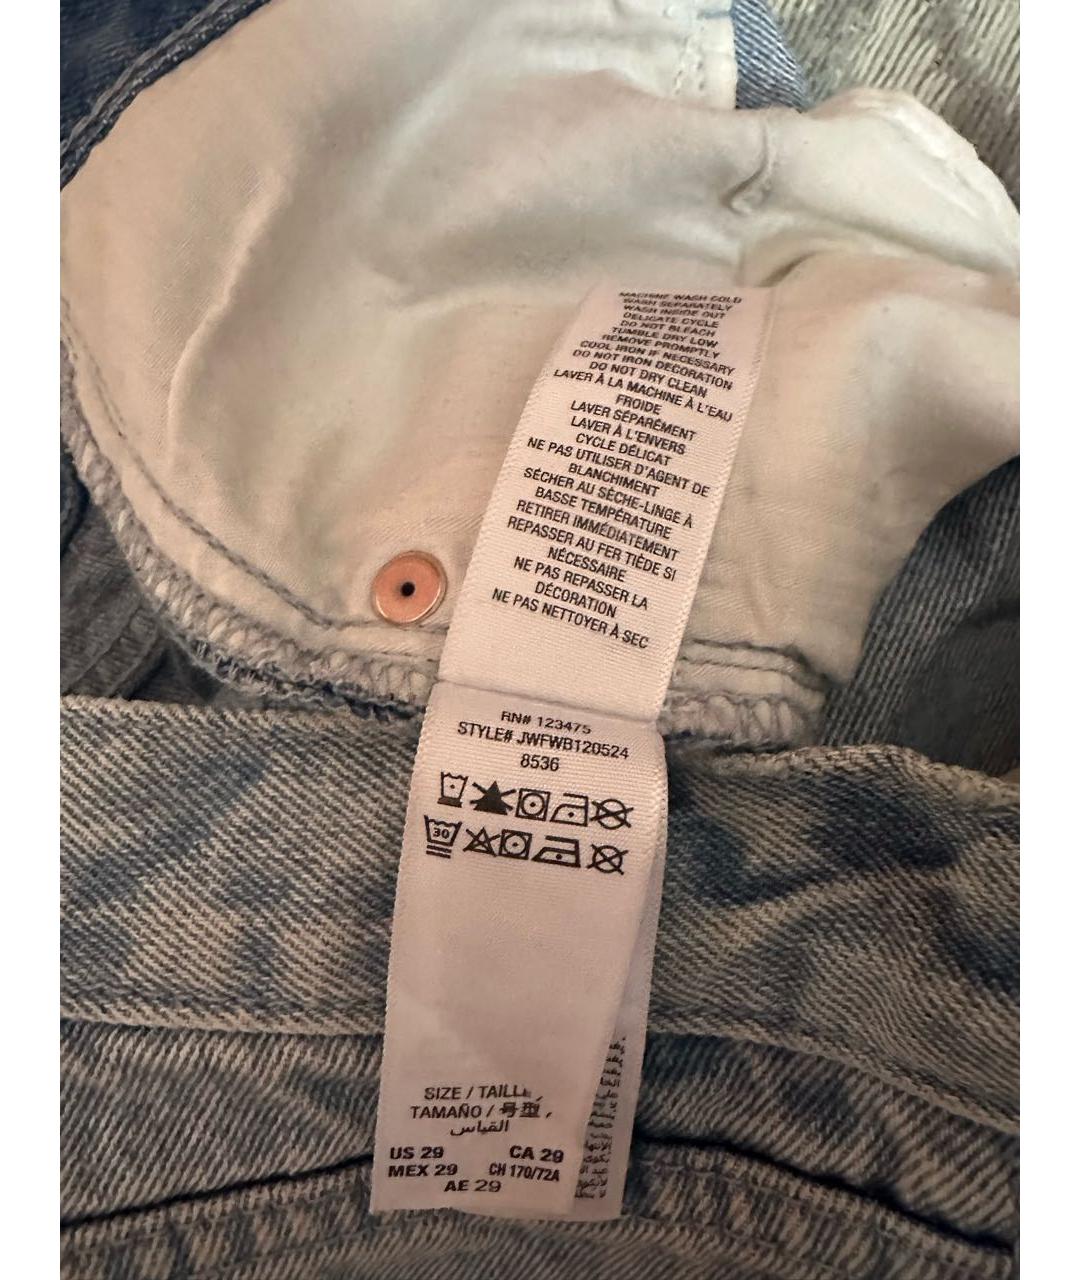 MACHINE WASH COLD
WASH SEPARATELY
WASH INSIDE OUT
DELICATE CYCLE
DO NOT BLEACH
TUMBLE DRY LOW
REMOVE PROMPTLY
COOL IRON IF NECESSARY
DO NOT IRON DECORATION
DO NOT DRY CLEAN
LAVER À LA MACHINE À L'EAU
FROIDE
LAVER SÉPARÉMENT
LAVER À L'ENVERS
CYCLE DÉLICAT
NE PAS UTILISER D'AGENT DE
BLANCHIMENT
SÉCHER AU SÈCHE-LINGE À
BASSE TEMPÉRATURE
RETIRER IMMÉDIATEMENT
REPASSER AU FER TIÈDE SI
NÉCESSAIRE
NE PAS REPASSER LA
DÉCORATION
NE PAS NETTOYER À SEC
RN# 123475
STYLE# JWFWB120524
8536
30
SIZE / TAILLE,
TAMAÑO / 号型,
القياس
US 29 CA 29
MEX 29 CH 170/72A
AE 29